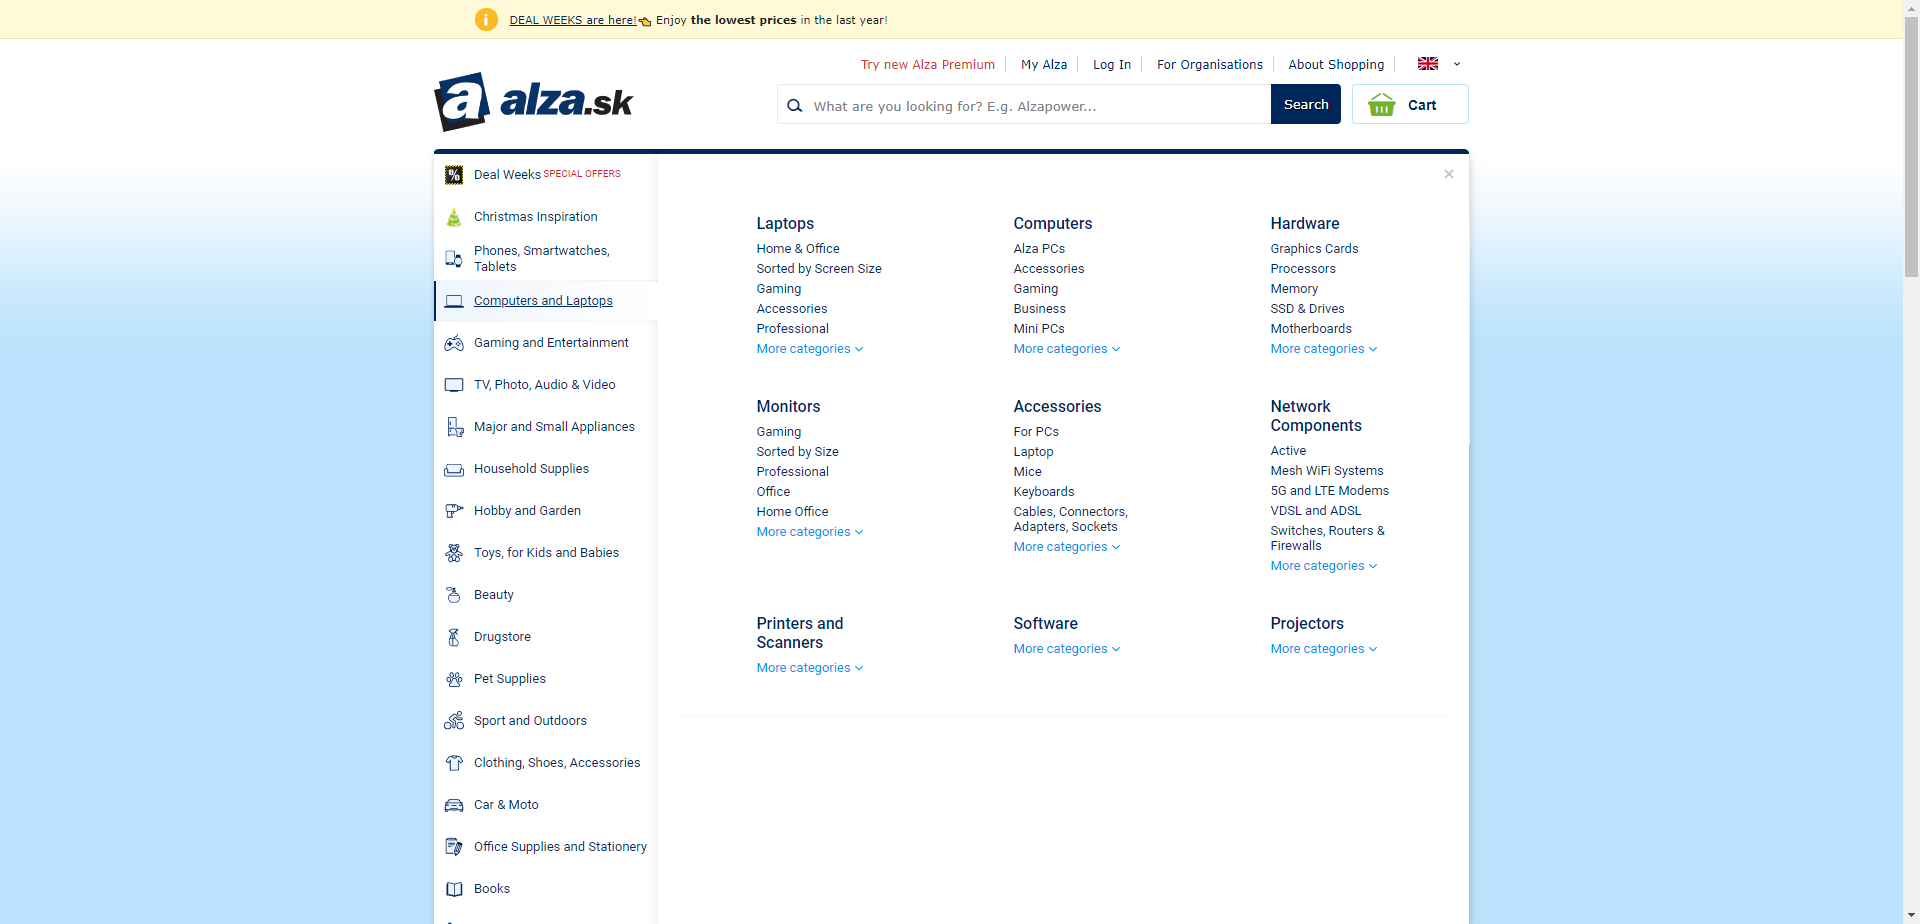 DEAL WEEKS are here! Enjoy the lowest prices in the last year!
Try new Alza Premium
My Alza
Log In
For Organisations
About Shopping
alza.sk
What are you looking for? E.g. Alzapower...
Search
Cart
Deal Weeks SPECIAL OFFERS
Christmas Inspiration
Phones, Smartwatches,
Tablets
Computers and Laptops
Gaming and Entertainment
TV, Photo, Audio & Video
Major and Small Appliances
Household Supplies
Hobby and Garden
Toys, for Kids and Babies
Beauty
Drugstore
Pet Supplies
Sport and Outdoors
Clothing, Shoes, Accessories
Car & Moto
Office Supplies and Stationery
Books
Laptops
Home & Office
Sorted by Screen Size
Gaming
Accessories
Professional
More categories
Computers
Alza PCs
Accessories
Gaming
Business
Mini PCs
More categories
Hardware
Graphics Cards
Processors
Memory
SSD & Drives
Motherboards
More categories
Monitors
Gaming
Sorted by Size
Professional
Office
Home Office
More categories
Accessories
For PCs
Laptop
Mice
Keyboards
Cables, Connectors,
Adapters, Sockets
More categories
Network
Components
Active
Mesh WiFi Systems
5G and LTE Modems
VDSL and ADSL
Switches, Routers &
Firewalls
More categories
Printers and
Scanners
More categories
Software
More categories
Projectors
More categories